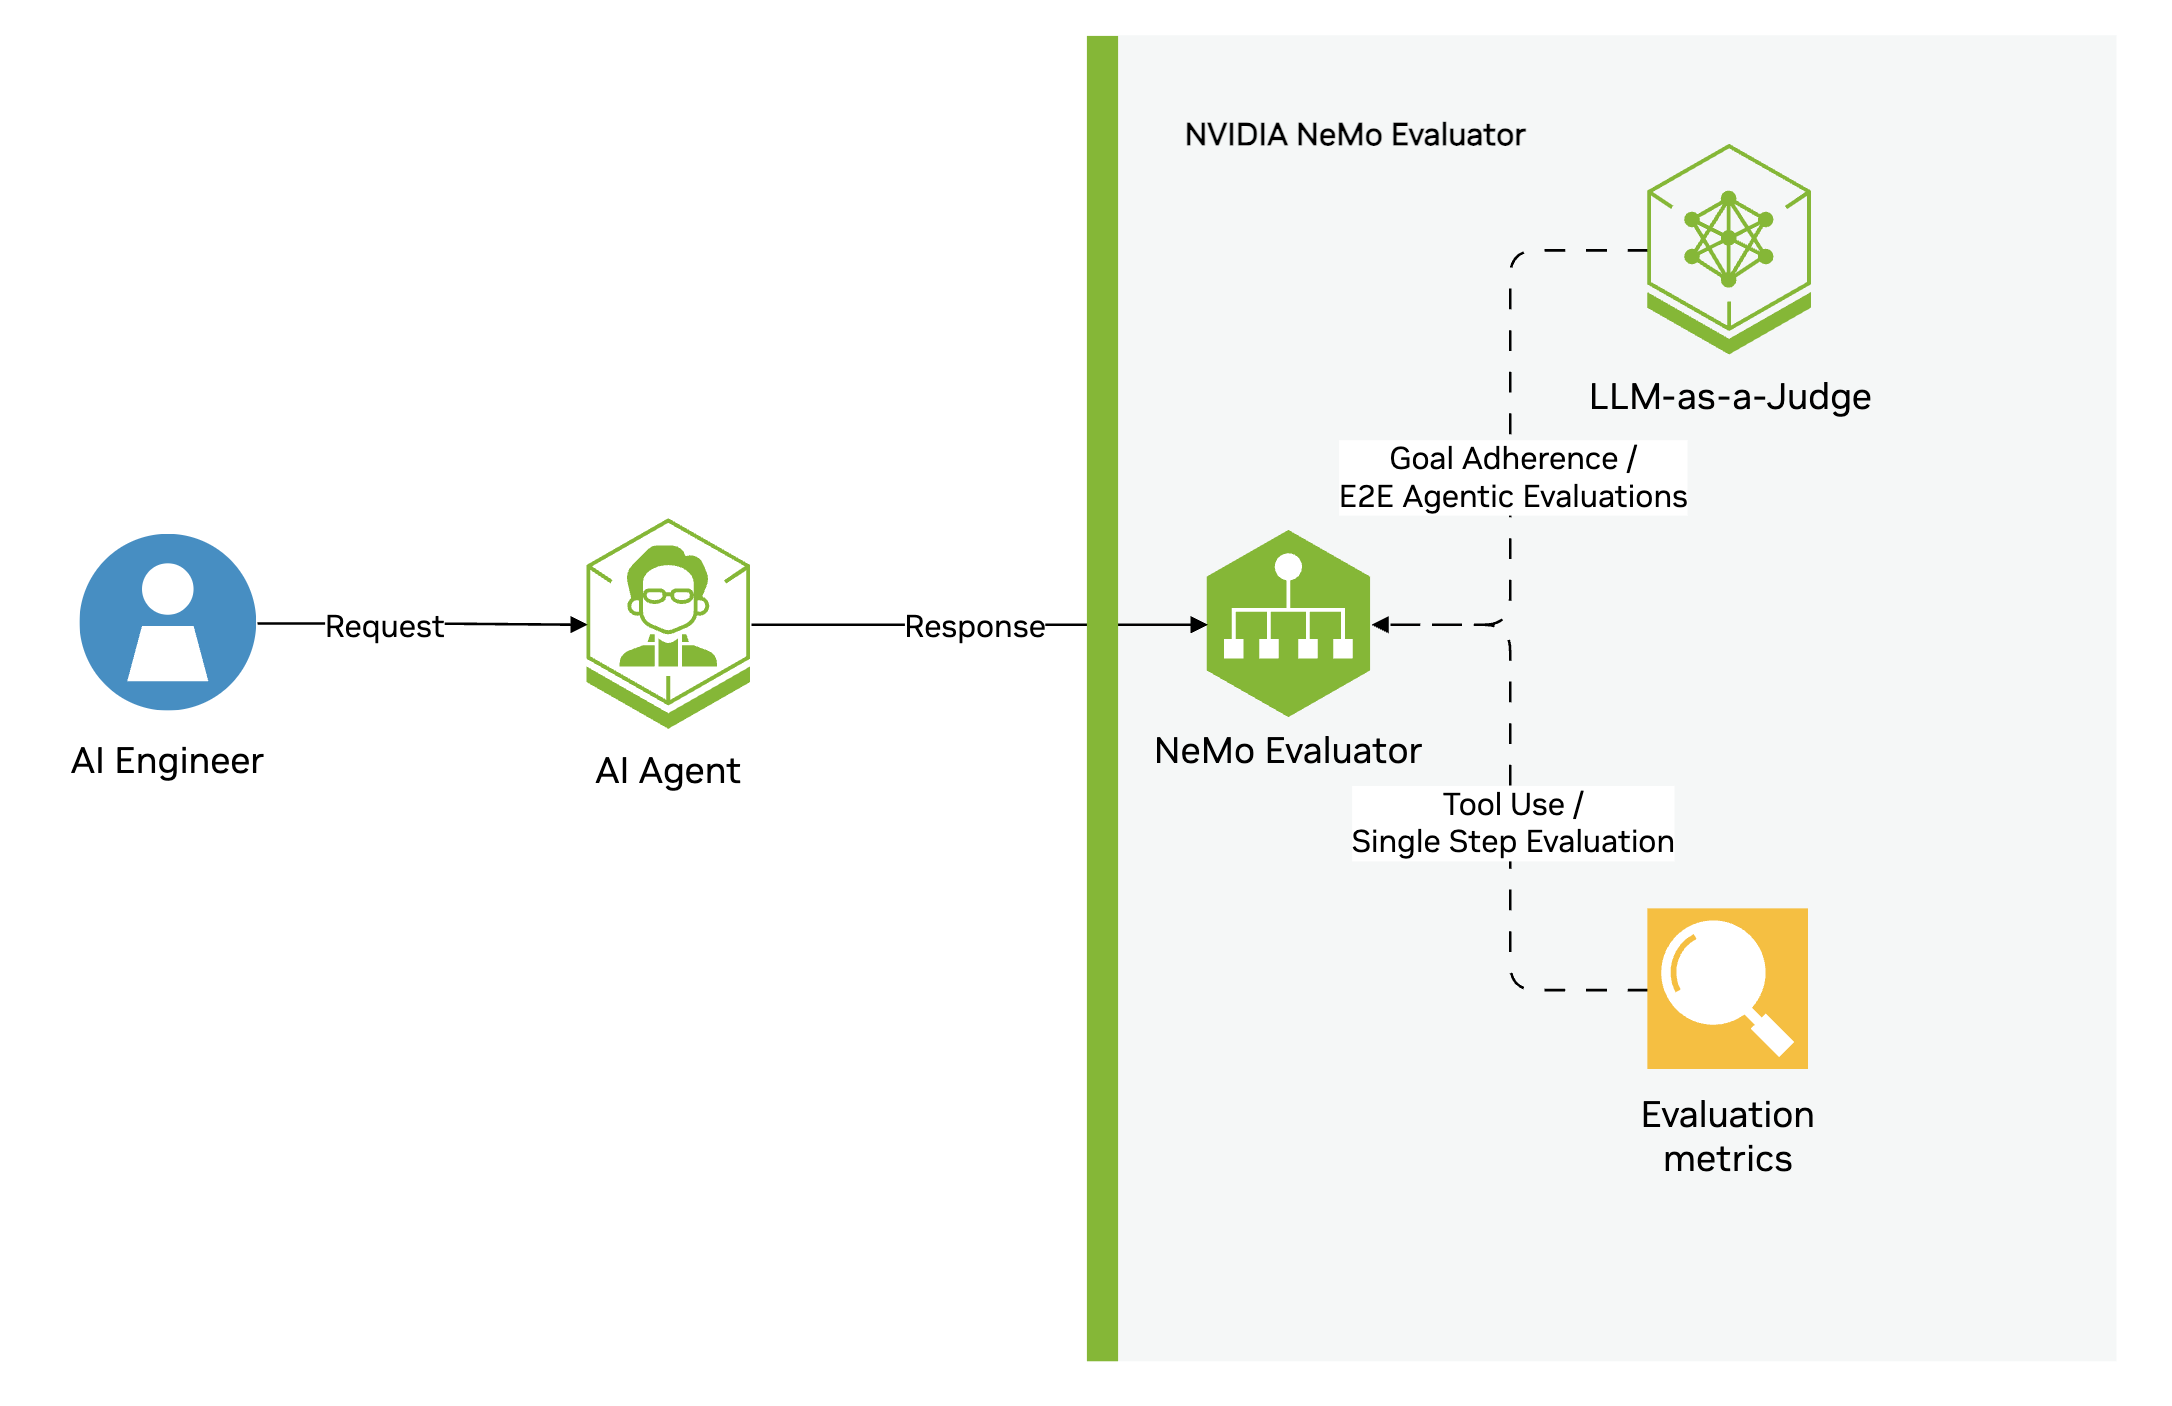 NVIDIA NeMo Evaluator
LLM-as-a-Judge
Goal Adherence /
E2E Agentic Evaluations
Request
Response
AI Engineer
AI Agent
NeMo Evaluator
Tool Use /
Single Step Evaluation
Evaluation
metrics